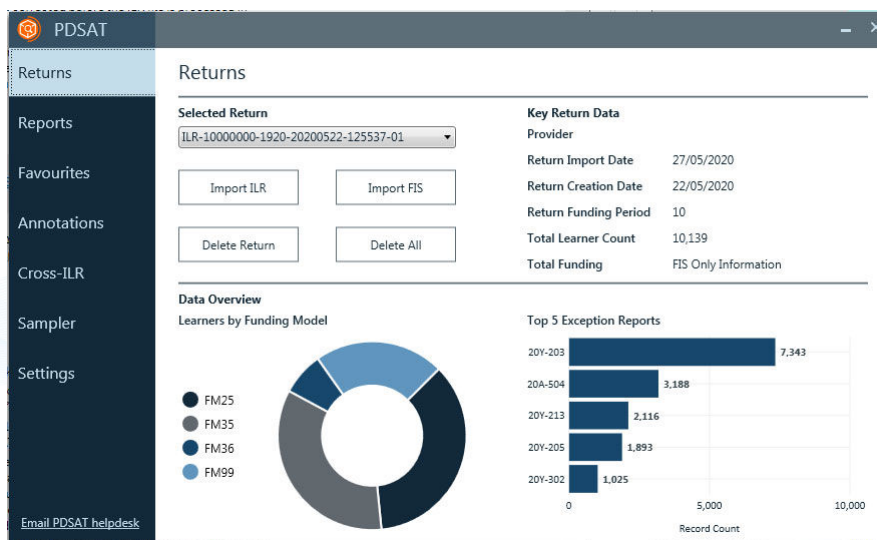 PDSAT
Returns
Reports
Favourites
Annotations
Cross-ILR
Sampler
Settings
Email PDSAT helpdesk
Returns
Selected Return
ILR-10000000-1920-20200522-125537-01
Import ILR
Import FIS
Delete Return
Delete All
Key Return Data
Provider
Return Import Date 27/05/2020
Return Creation Date 22/05/2020
Return Funding Period 10
Total Learner Count 10,139
Total Funding FIS Only Information
Data Overview
Learners by Funding Model
FM25
FM35
FM36
FM99
Top 5 Exception Reports
20Y-203 7,343
20A-504 3,188
20Y-213 2,116
20Y-205 1,893
20Y-302 1,025
0 5,000 10,000
Record Count